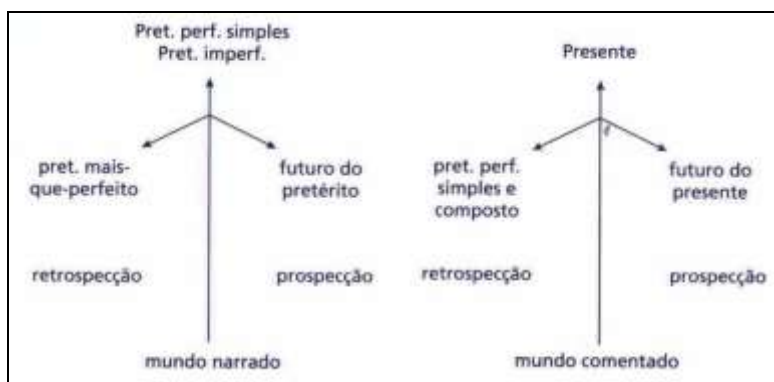 Pret. perf. simples
Pret. imperf.
pret. mais-
que-perfeito
futuro do
pretérito
retrospecção
prospecção
mundo narrado
Presente
pret. perf.
simples e
composto
futuro do
presente
retrospecção
prospecção
mundo comentado